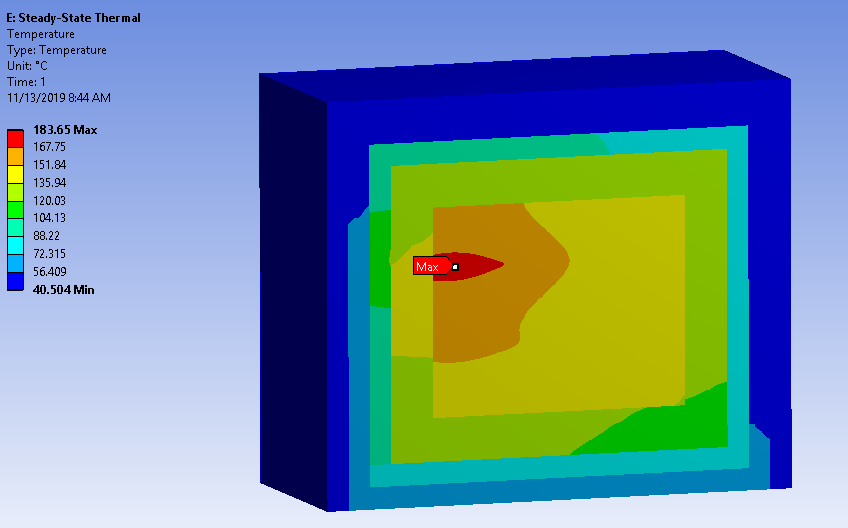 E: Steady-State Thermal
Temperature
Type: Temperature
Unit: °C
Time: 1
11/13/2019 8:44 AM
183.65 Max
167.75
151.84
135.94
120.03
104.13
88.22
72.315
56.409
40.504 Min
Max